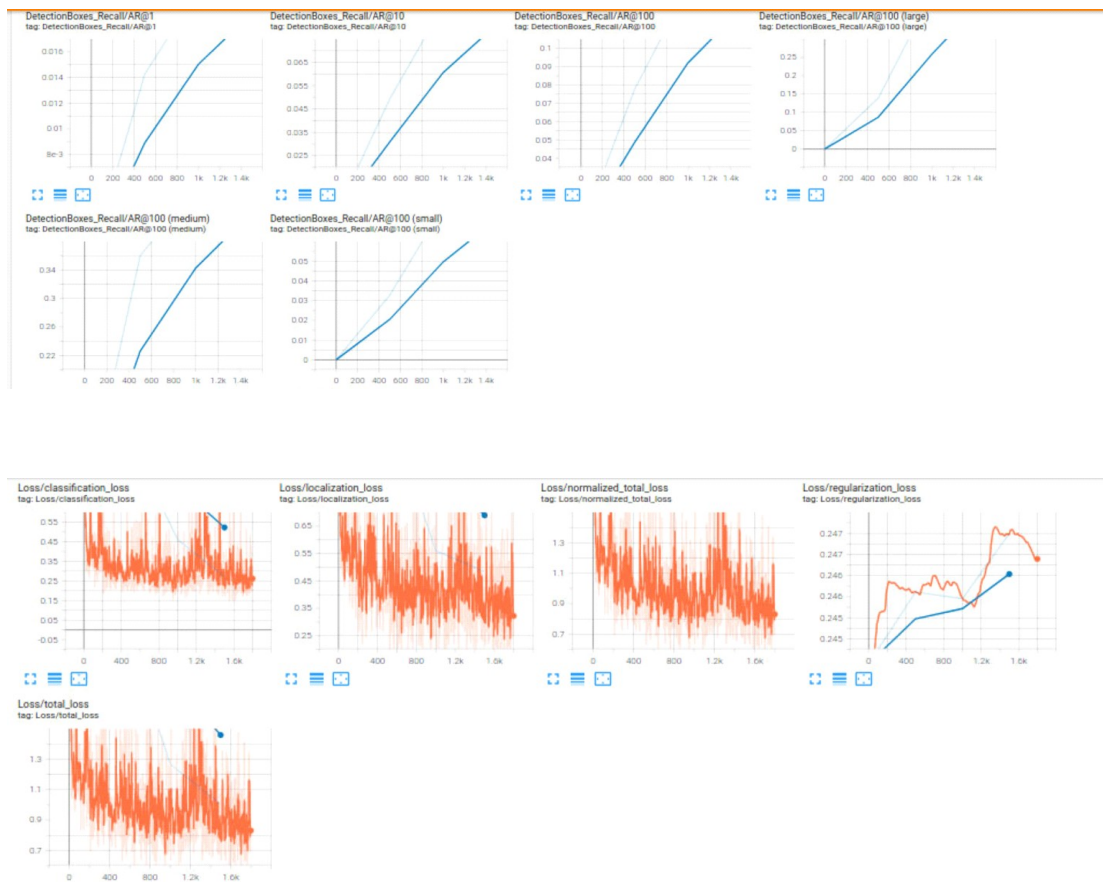 DetectionBoxes_Recall/AR@1
tag: DetectionBoxes_Recall/AR@1
0.016
0.014
0.012
0.01
8e-3
0 200 400 600 800 1k 1.2k 1.4k
DetectionBoxes_Recall/AR@10
tag: DetectionBoxes_Recall/AR@10
0.065
0.055
0.045
0.035
0.025
0 200 400 600 800 1k 1.2k 1.4k
DetectionBoxes_Recall/AR@100
tag: DetectionBoxes_Recall/AR@100
0.1
0.09
0.08
0.07
0.06
0.05
0.04
0 200 400 600 800 1k 1.2k 1.4k
DetectionBoxes_Recall/AR@100 (large)
tag: DetectionBoxes_Recall/AR@100 (large)
0.25
0.2
0.15
0.1
0.05
0
0 200 400 600 800 1k 1.2k 1.4k
DetectionBoxes_Recall/AR@100 (medium)
tag: DetectionBoxes_Recall/AR@100 (medium)
0.34
0.3
0.26
0.22
0 200 400 600 800 1k 1.2k 1.4k
DetectionBoxes_Recall/AR@100 (small)
tag: DetectionBoxes_Recall/AR@100 (small)
0.05
0.04
0.03
0.02
0.01
0
0 200 400 600 800 1k 1.2k 1.4k
Loss/classification_loss
tag: Loss/classification_loss
0.55
0.45
0.35
0.25
0.15
0.05
-0.05
0 400 800 1.2k 1.6k
Loss/localization_loss
tag: Loss/localization_loss
0.65
0.55
0.45
0.35
0.25
0 400 800 1.2k 1.6k
Loss/normalized_total_loss
tag: Loss/normalized_total_loss
1.3
1.1
0.9
0.7
0 400 800 1.2k 1.6k
Loss/regularization_loss
tag: Loss/regularization_loss
0.247
0.247
0.246
0.246
0.245
0.245
0 400 800 1.2k 1.6k
Loss/total_loss
tag: Loss/total_loss
1.3
1.1
0.9
0.7
0 400 800 1.2k 1.6k